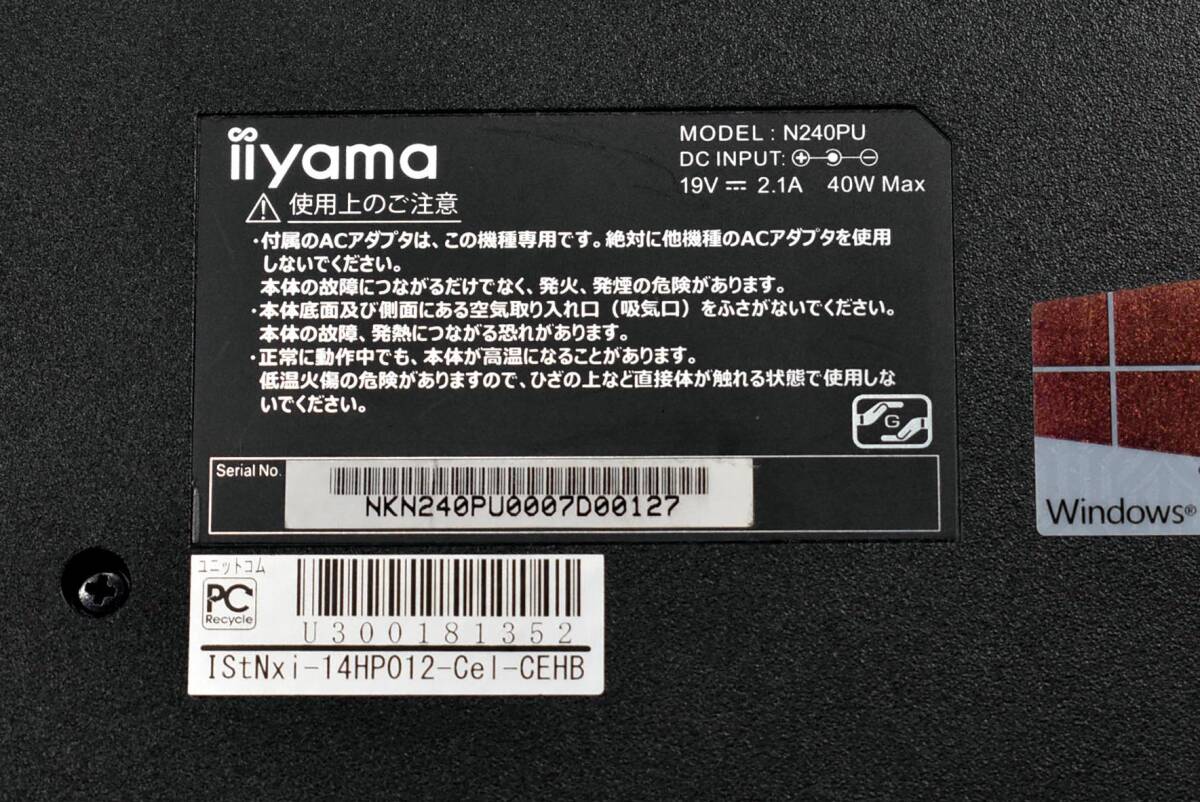 iiyama
MODEL : N240PU
DC INPUT:
19V 2.1A 40W Max
使用上のご注意
・付属のACアダプタは、この機種専用です。絶対に他機種のACアダプタを使用
しないでください。
本体の故障につながるだけでなく、発火、発煙の危険があります。
・本体底面及び側面にある空気取り入れ口（吸気口）をふさがないでください。
本体の故障、発熱につながる恐れがあります。
・正常に動作中でも、本体が高温になることがあります。
低温火傷の危険がありますので、ひざの上など直接体が触れる状態で使用しな
いでください。
G
Serial No.
NKN240PU0007D00127
Windows®
ユニットコム
PC
Recycle
U300181352
IStNxi-14HP012-Cel-CEHB